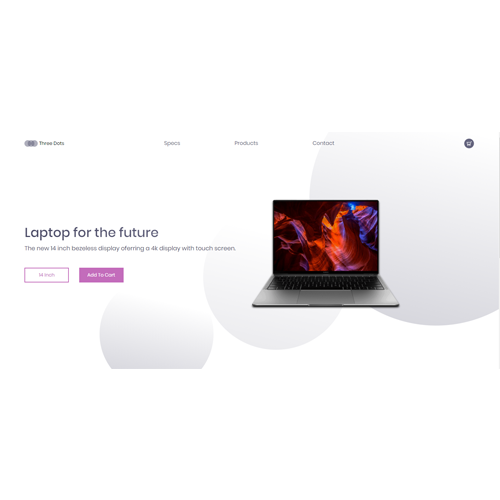 Three Dots
Specs
Products
Contact
Laptop for the future
The new 14 inch bezeless display oferring a 4k display with touch screen.
14 inch
Add To Cart